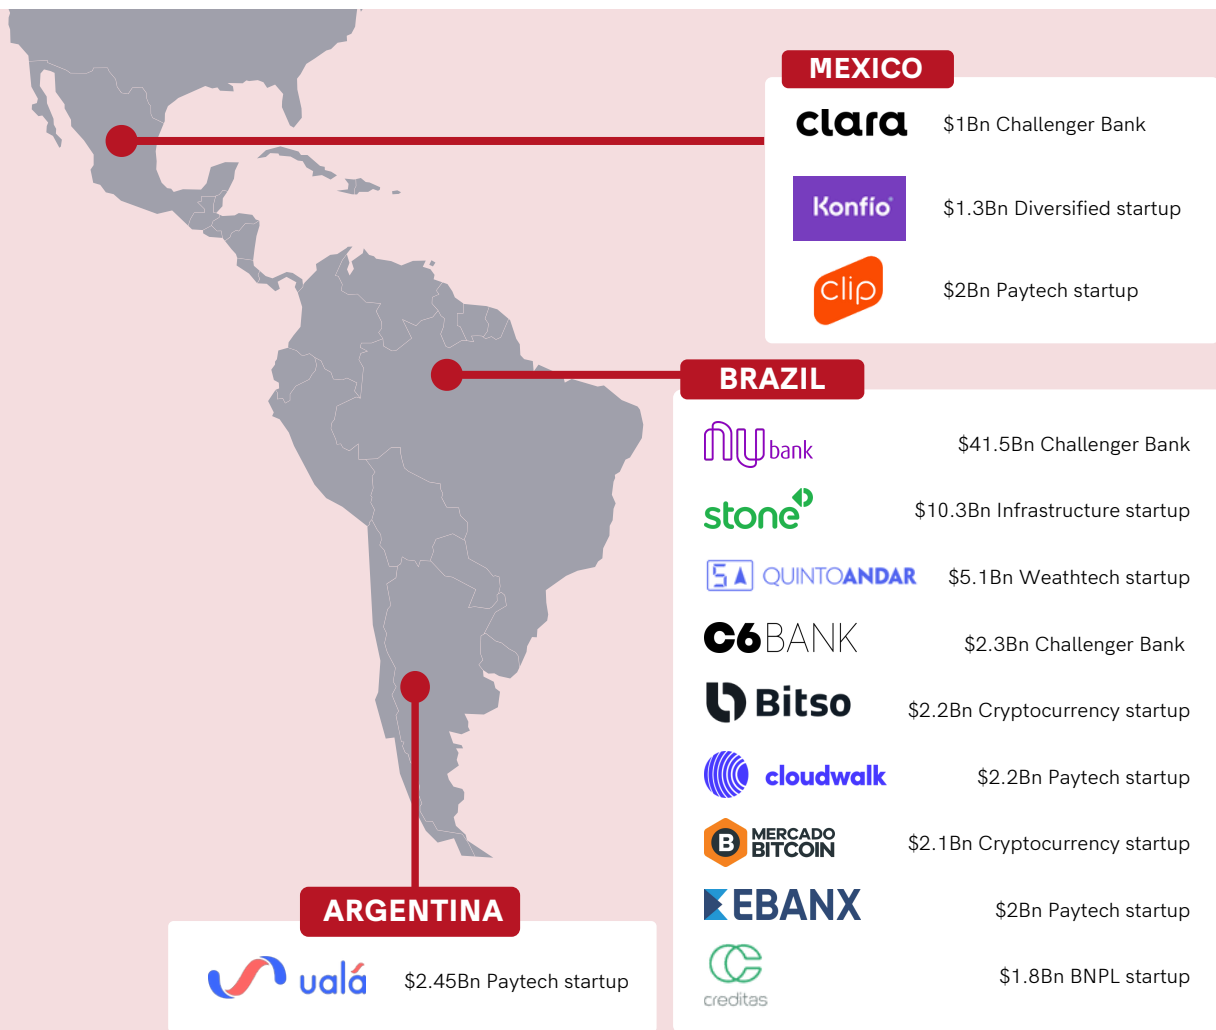 MEXICO
clara $1Bn Challenger Bank
Konfío $1.3Bn Diversified startup
clip $2Bn Paytech startup
BRAZIL
nu bank $41.5Bn Challenger Bank
stone $10.3Bn Infrastructure startup
5A QUINTOANDAR $5.1Bn Weathtech startup
C6 BANK $2.3Bn Challenger Bank
Bitso $2.2Bn Cryptocurrency startup
cloudwalk $2.2Bn Paytech startup
B MERCADO
BITCOIN $2.1Bn Cryptocurrency startup
EBANX $2Bn Paytech startup
creditas $1.8Bn BNPL startup
ARGENTINA
ualá $2.45Bn Paytech startup